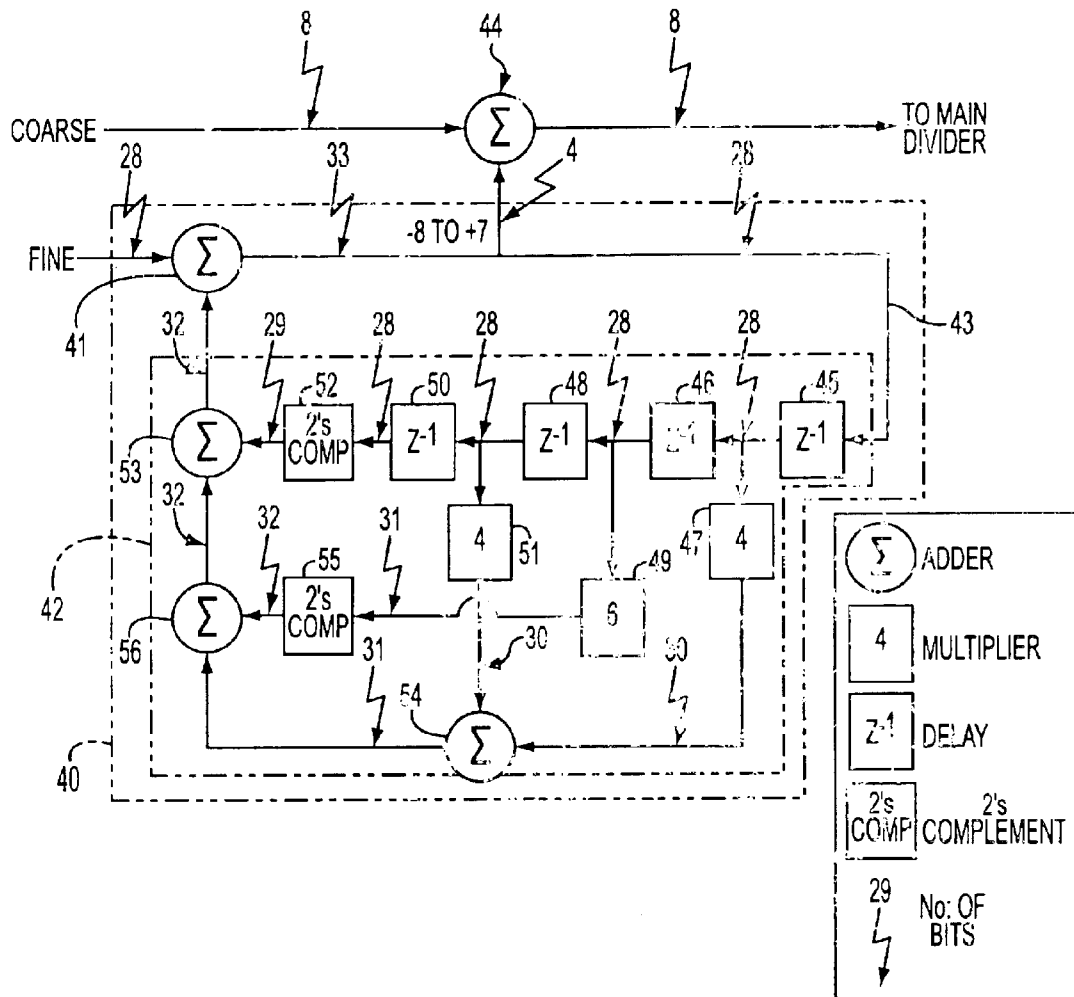 8
44
8
COARSE
Σ
TO MAIN
DIVIDER
28
33
4
28
-8 TO +7
FINE
Σ
41
43
32
29
28
28
28
28
52
50
48
46
45
2's
COMP
Z-1
Z-1
Z-1
Z-1
Σ
53
32
4
51
47
4
31
32
55
49
42
Σ
2's
COMP
6
56
31
30
30
54
Σ
40
Σ
ADDER
4
MULTIPLIER
Z-1
DELAY
2's
COMP
2's
COMPLEMENT
29
No: OF
BITS